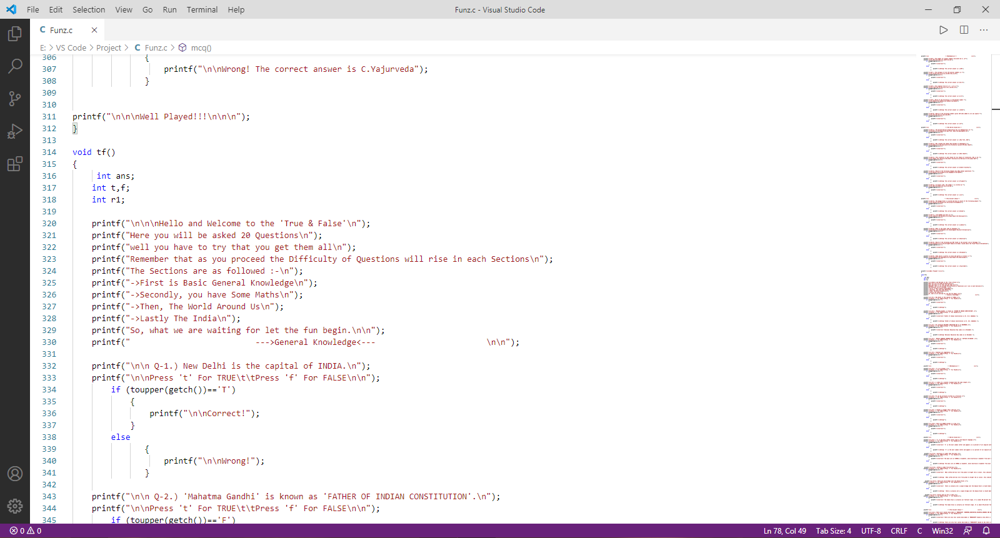 File Edit Selection View Go Run Terminal Help Funz.c - Visual Studio Code
C Funz.c
E: > VS Code > Project > C Funz.c > mcq()
306 {
307 printf("\n\nWrong! The correct answer is C.Yajurveda");
308 }
309
310
311 printf("\n\n\nWell Played!!!\n\n\n");
312 }
313
314 void tf()
315 {
316 int ans;
317 int t,f;
318 int r1;
319
320 printf("\n\n\nHello and Welcome to the 'True & False'\n");
321 printf("Here you will be asked 20 Questions\n");
322 printf("well you have to try that you get them all\n");
323 printf("Remember that as you proceed the Difficulty of Questions will rise in each Sections\n");
324 printf("The Sections are as followed :-\n");
325 printf("->First is Basic General Knowledge\n");
326 printf("->Secondly, you have Some Maths\n");
327 printf("->Then, The World Around Us\n");
328 printf("->Lastly The India\n");
329 printf("So, what we are waiting for let the fun begin.\n\n");
330 printf(" --->General Knowledge<--- \n\n");
331
332 printf("\n\n Q-1.) New Delhi is the capital of INDIA.\n");
333 printf("\n\nPress 't' For TRUE\t\tPress 'f' For FALSE\n\n");
334 if (toupper(getch())=='T')
335 {
336 printf("\n\nCorrect!");
337 }
338 else
339 {
340 printf("\n\nWrong!");
341 }
342
343 printf("\n\n Q-2.) 'Mahatma Gandhi' is known as 'FATHER OF INDIAN CONSTITUTION'.\n");
344 printf("\n\nPress 't' For TRUE\t\tPress 'f' For FALSE\n\n");
345 if (toupper(getch())=='F')
0 0 Ln 78, Col 49 Tab Size: 4 UTF-8 CRLF C Win32